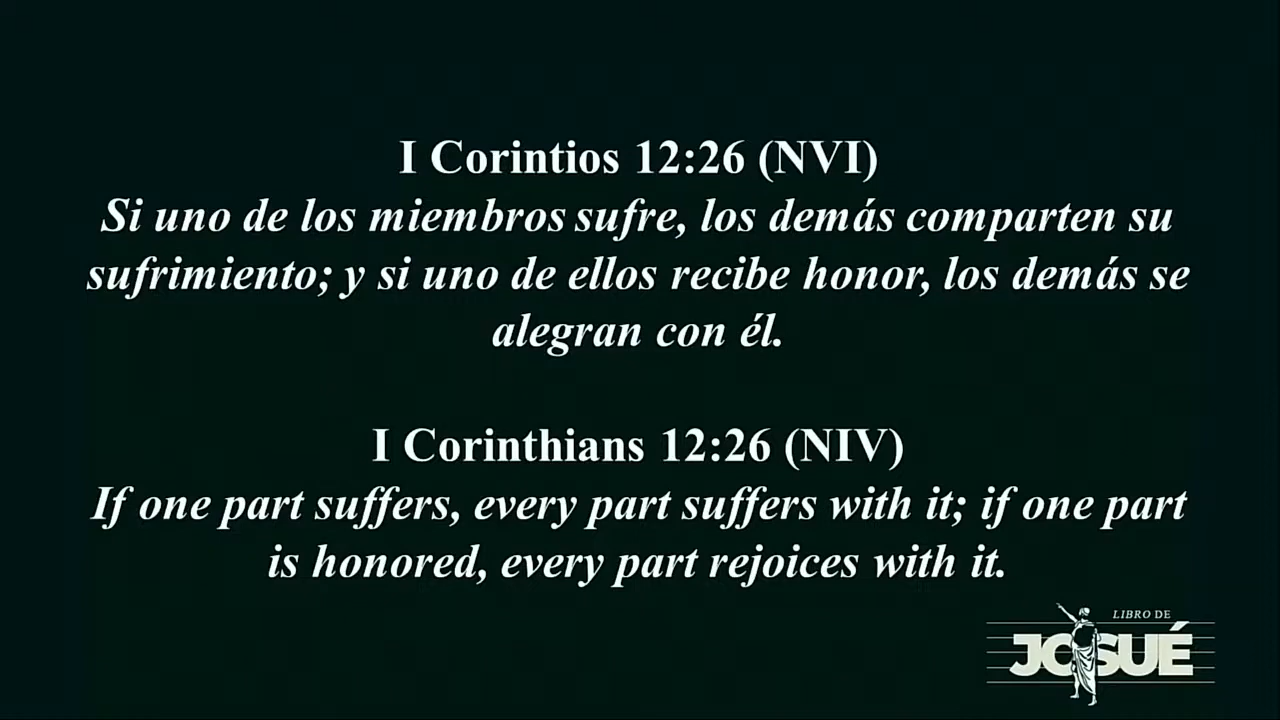 I Corintios 12:26 (NVI)
Si uno de los miembros sufre, los demás comparten su
sufrimiento; y si uno de ellos recibe honor, los demás se
alegran con él.
I Corinthians 12:26 (NIV)
If one part suffers, every part suffers with it; if one part
is honored, every part rejoices with it.
LIBRO DE
JOSUÉ